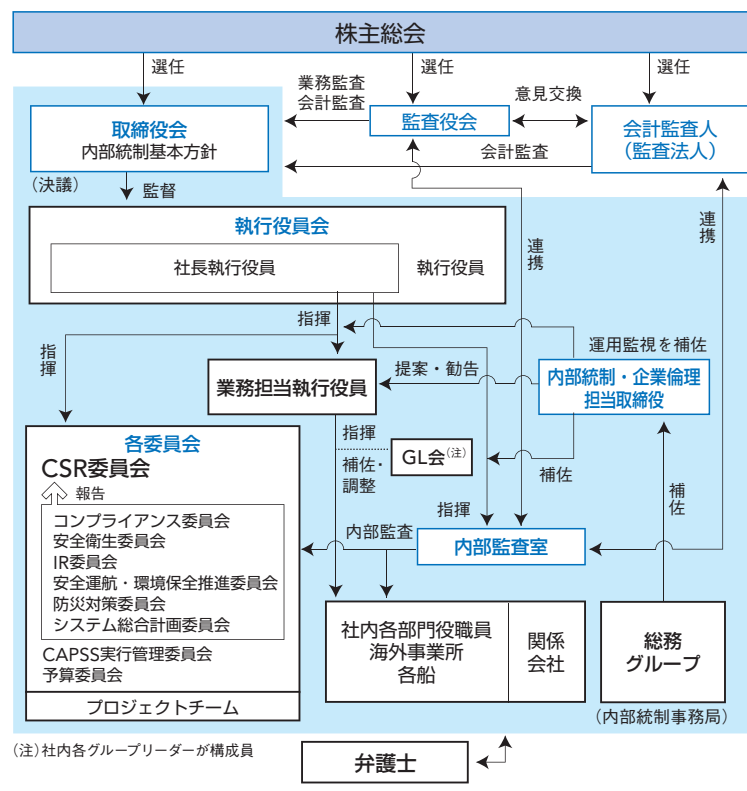 株主総会
選任
選任
選任
業務監査
会計監査
意見交換
取締役会
内部統制基本方針
監査役会
会計監査人
(監査法人)
会計監査
(決議)
監督
執行役員会
社長執行役員
執行役員
連携
連携
指揮
指揮
運用監視を補佐
提案・勧告
業務担当執行役員
内部統制・企業倫理
担当取締役
各委員会
CSR委員会
報告
コンプライアンス委員会
安全衛生委員会
IR委員会
安全運航・環境保全推進委員会
防災対策委員会
システム総合計画委員会
CAPSS実行管理委員会
予算委員会
プロジェクトチーム
指揮
補佐・
調整
GL会(注)
補佐
指揮
補佐
内部監査
内部監査室
社内各部門役職員
海外事業所
各船
関係
会社
総務
グループ
(内部統制事務局)
(注)社内各グループリーダーが構成員
弁護士